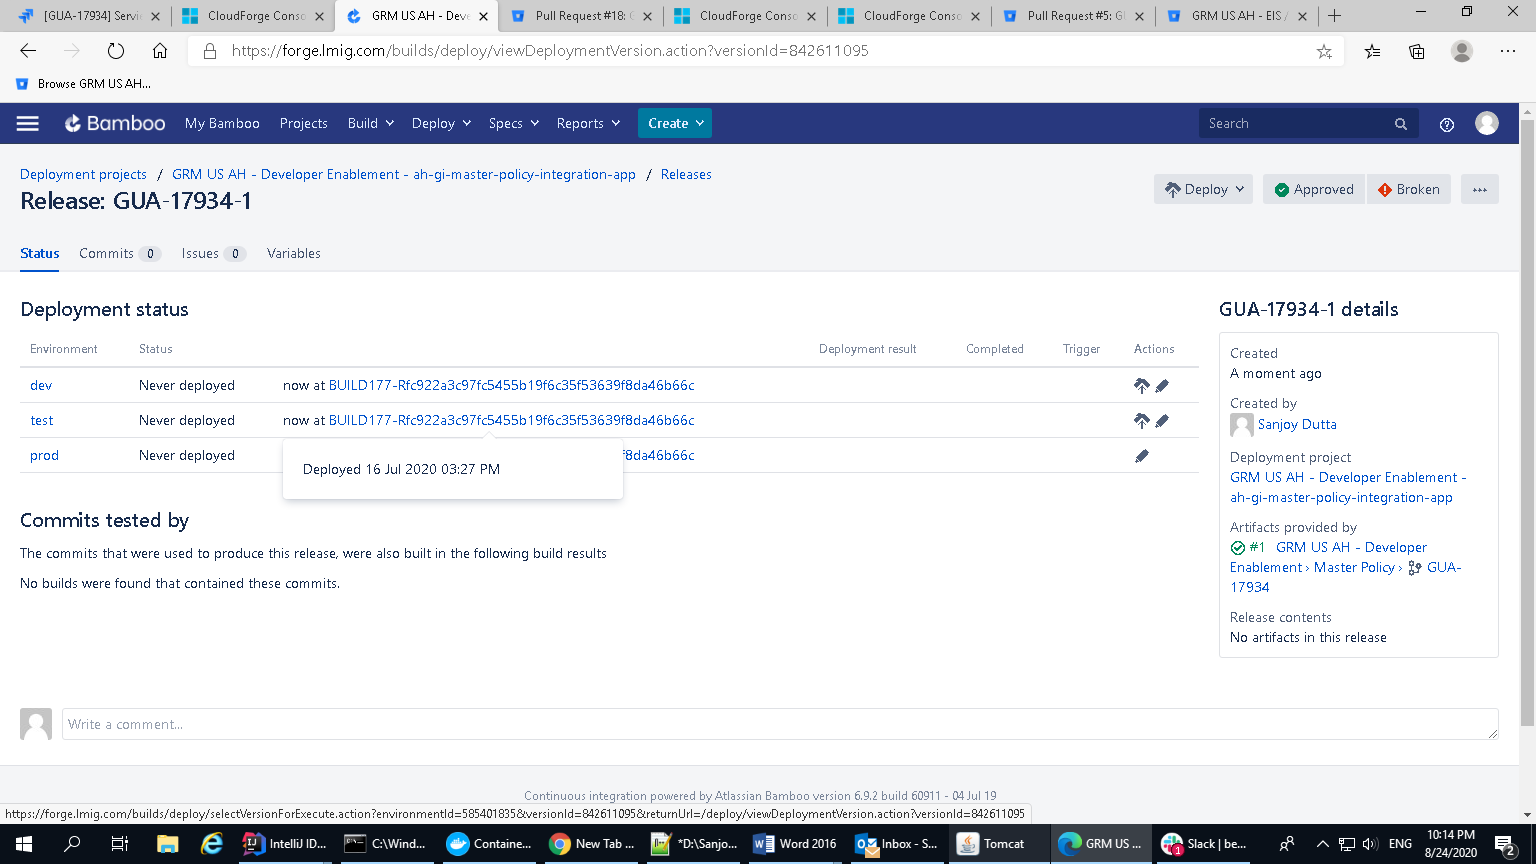 [GUA-17934] Servi
CloudForge Conso
GRM US AH - Deve
Pull Request #18: G
CloudForge Conso
CloudForge Conso
Pull Request #5: GU
GRM US AH - EIS /
https://forge.lmig.com/builds/deploy/viewDeploymentVersion.action?versionId=842611095
Browse GRM US AH...
Bamboo
My Bamboo
Projects
Build
Deploy
Specs
Reports
Create
Search
Deployment projects / GRM US AH - Developer Enablement - ah-gi-master-policy-integration-app / Releases
Release: GUA-17934-1
Deploy
Approved
Broken
Status
Commits 0
Issues 0
Variables
Deployment status
Environment Status Deployment result Completed Trigger Actions
dev Never deployed now at BUILD177-Rfc922a3c97fc5455b19f6c35f53639f8da46b66c
test Never deployed now at BUILD177-Rfc922a3c97fc5455b19f6c35f53639f8da46b66c
prod Never deployed f8da46b66c
Deployed 16 Jul 2020 03:27 PM
Commits tested by
The commits that were used to produce this release, were also built in the following build results
No builds were found that contained these commits.
GUA-17934-1 details
Created
A moment ago
Created by
Sanjoy Dutta
Deployment project
GRM US AH - Developer Enablement -
ah-gi-master-policy-integration-app
Artifacts provided by
#1 GRM US AH - Developer
Enablement › Master Policy › GUA-
17934
Release contents
No artifacts in this release
Write a comment...
Continuous integration powered by Atlassian Bamboo version 6.9.2 build 60911 - 04 Jul 19
https://forge.lmig.com/builds/deploy/selectVersionForExecute.action?environmentId=585401835&versionId=842611095&returnUrl=/deploy/viewDeploymentVersion.action?versionId=842611095
IntelliJ ID...
C:\Wind...
Containe...
New Tab ...
*D:\Sanjo...
Word 2016
Inbox - S...
Tomcat
GRM US ...
Slack | be...
ENG
10:14 PM
8/24/2020
2